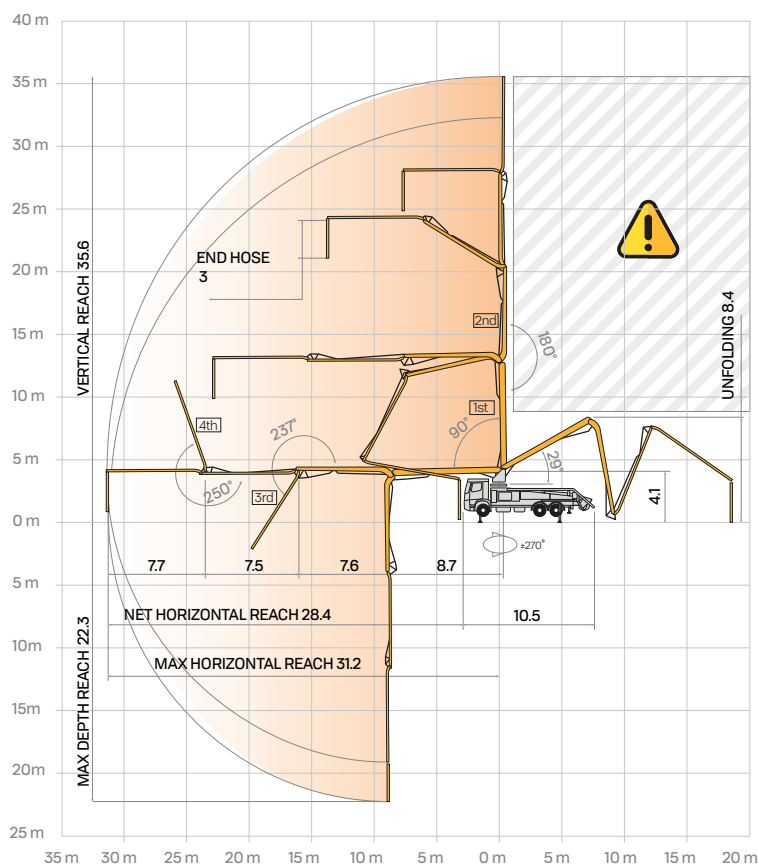 40 m
35 m
30 m
25 m
20 m
15 m
10 m
5 m
0 m
5 m
10m
15 m
20m
25 m
35 m
30 m
25 m
20 m
15 m
10 m
5 m
0 m
5 m
10 m
15 m
20 m
VERTICAL REACH 35.6
MAX DEPTH REACH 22.3
END HOSE
3
2nd
180°
UNFOLDING 8.4
1st
90°
29°
4th
237°
250°
3rd
4.1
±270°
7.7
7.5
7.6
8.7
NET HORIZONTAL REACH 28.4
10.5
MAX HORIZONTAL REACH 31.2